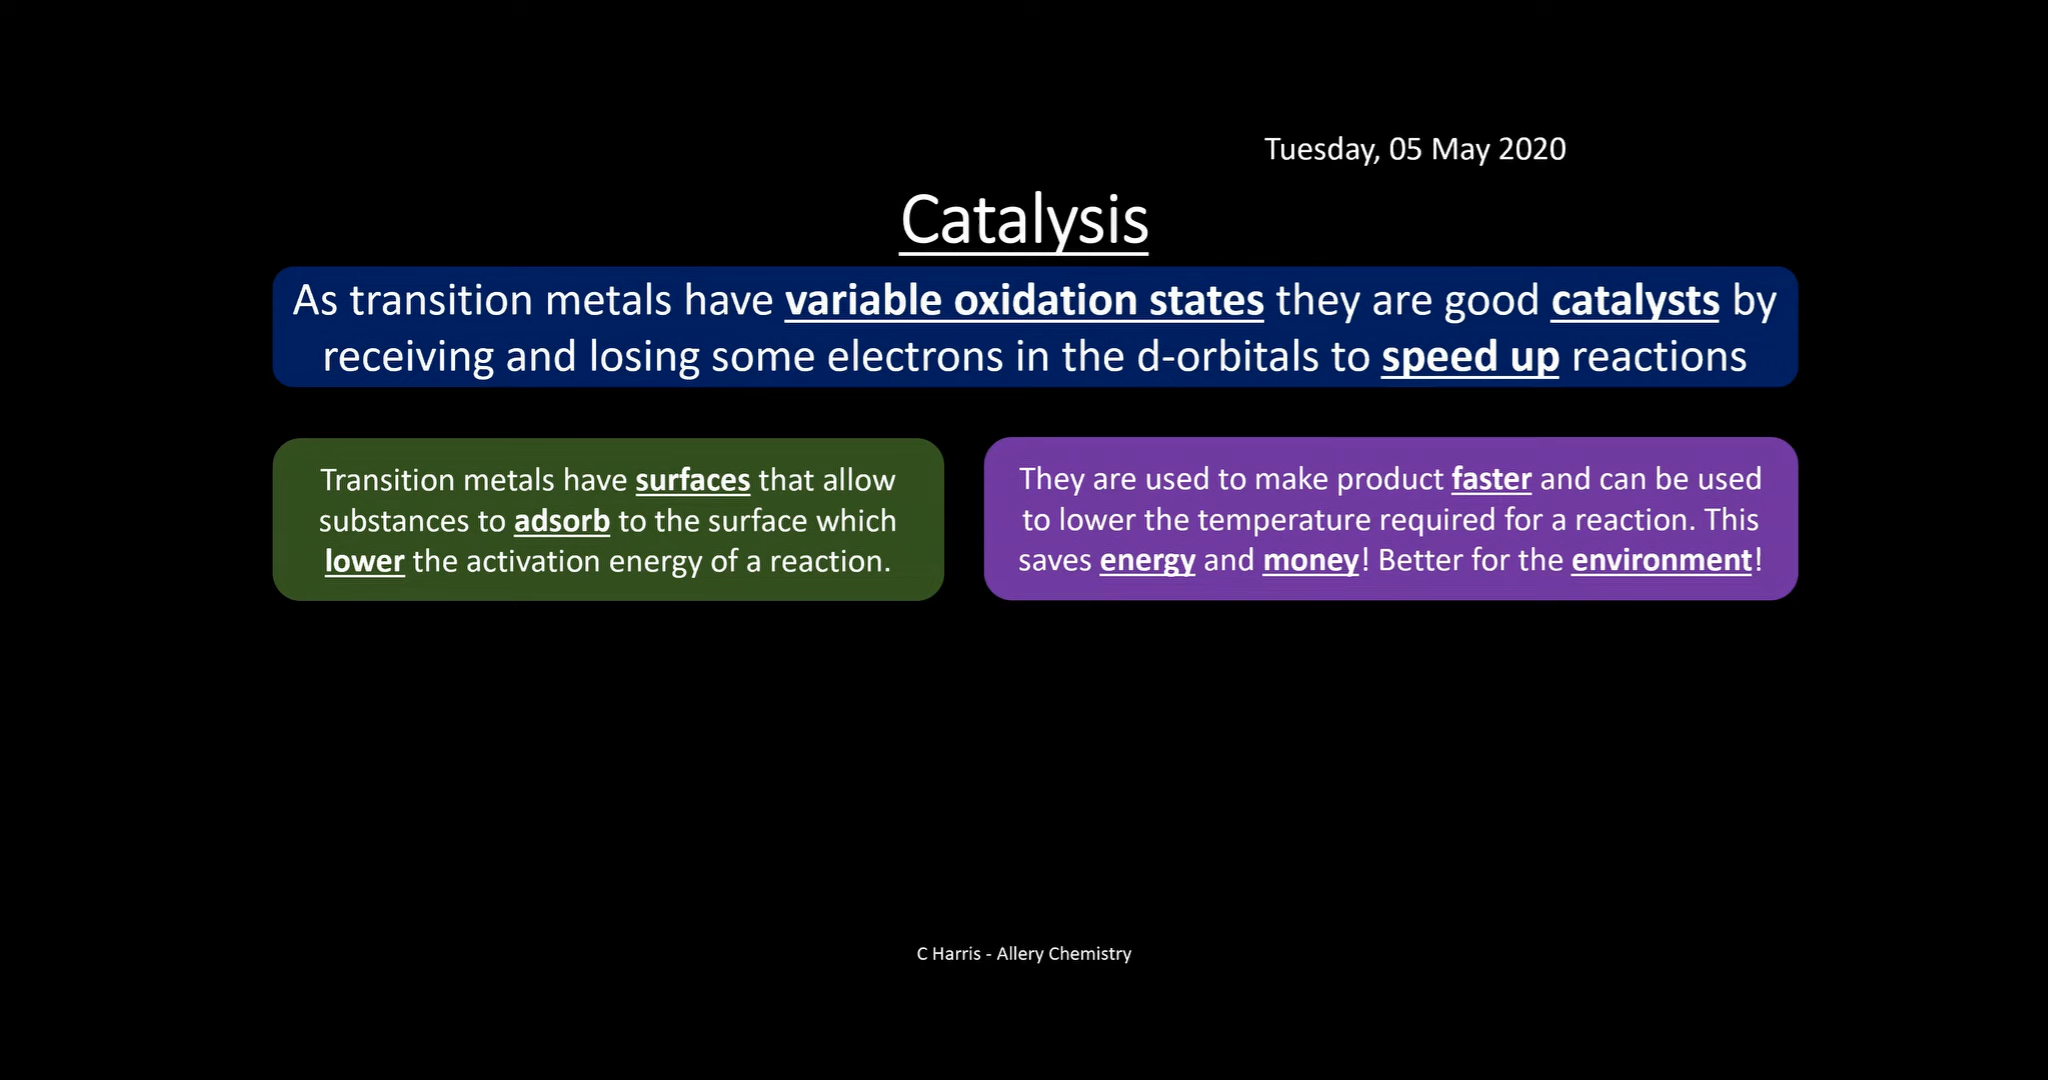 Tuesday, 05 May 2020
Catalysis
As transition metals have variable oxidation states they are good catalysts by
receiving and losing some electrons in the d-orbitals to speed up reactions
Transition metals have surfaces that allow
substances to adsorb to the surface which
lower the activation energy of a reaction.
They are used to make product faster and can be used
to lower the temperature required for a reaction. This
saves energy and money! Better for the environment!
C Harris - Allery Chemistry